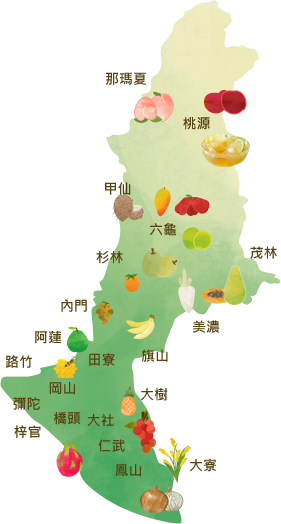 那瑪夏
桃源
甲仙
六龜
杉林
茂林
內門
美濃
阿蓮
路竹
田寮
旗山
岡山
大樹
彌陀
橋頭
大社
梓官
仁武
鳳山
大寮